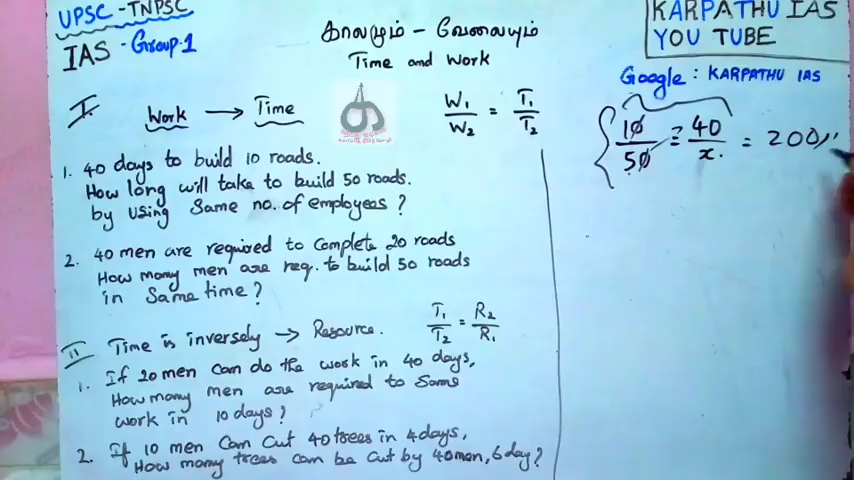 UPSC - TNPSC
IAS - Group-1
காலமும் - வேலையும்
Time and Work
KARPATHU IAS
YOU TUBE
Google : KARPATHU IAS
I. Work → Time
W1/W2 = T1/T2
10/50 = 40/x = 200
1. 40 days to build 10 roads.
How long will take to build 50 roads.
by using Same no. of employees ?
2. 40 men are required to Complete 20 roads
How many men are req. to build 50 roads
in Same time ?
II Time is inversely → Resource.
T1/T2 = R2/R1
1. If 20 men can do the work in 40 days,
How many men are required to Same
work in 10 days ?
2. If 10 men Can Cut 40 trees in 4 days,
How many trees can be cut by 40 men, 6 day ?